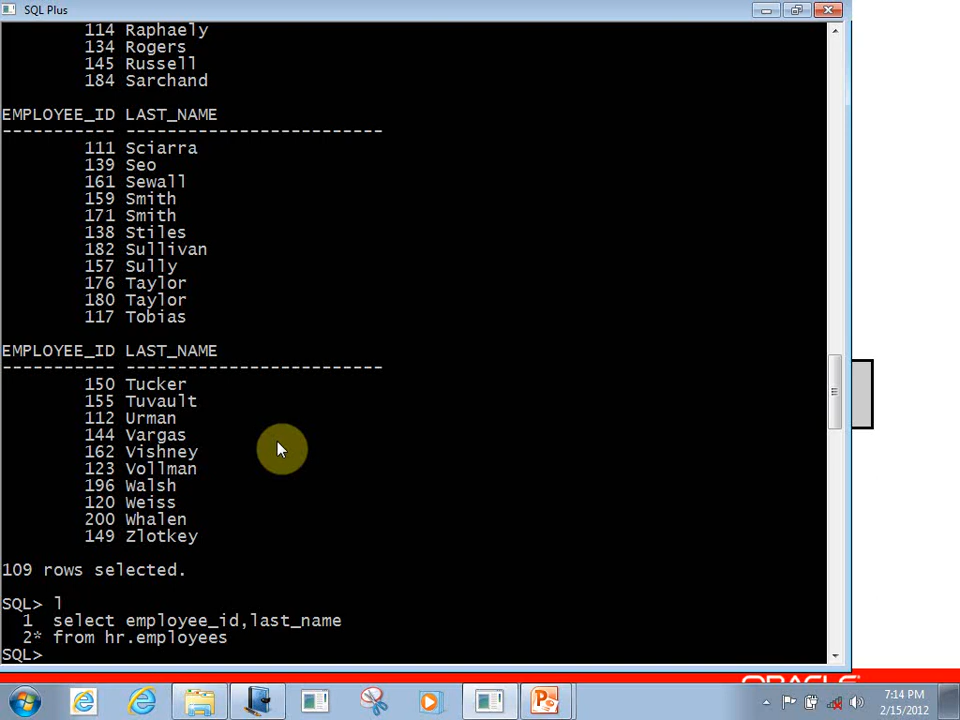 SQL Plus
114 Raphaely
134 Rogers
145 Russell
184 Sarchand
EMPLOYEE_ID LAST_NAME
----------- -------------------------
111 Sciarra
139 Seo
161 Sewall
159 Smith
171 Smith
138 Stiles
182 Sullivan
157 Sully
176 Taylor
180 Taylor
117 Tobias
EMPLOYEE_ID LAST_NAME
----------- -------------------------
150 Tucker
155 Tuvault
112 Urman
144 Vargas
162 Vishney
123 Vollman
196 Walsh
120 Weiss
200 Whalen
149 Zlotkey
109 rows selected.
SQL> l
1 select employee_id,last_name
2* from hr.employees
SQL>
ORACLE
7:14 PM
2/15/2012